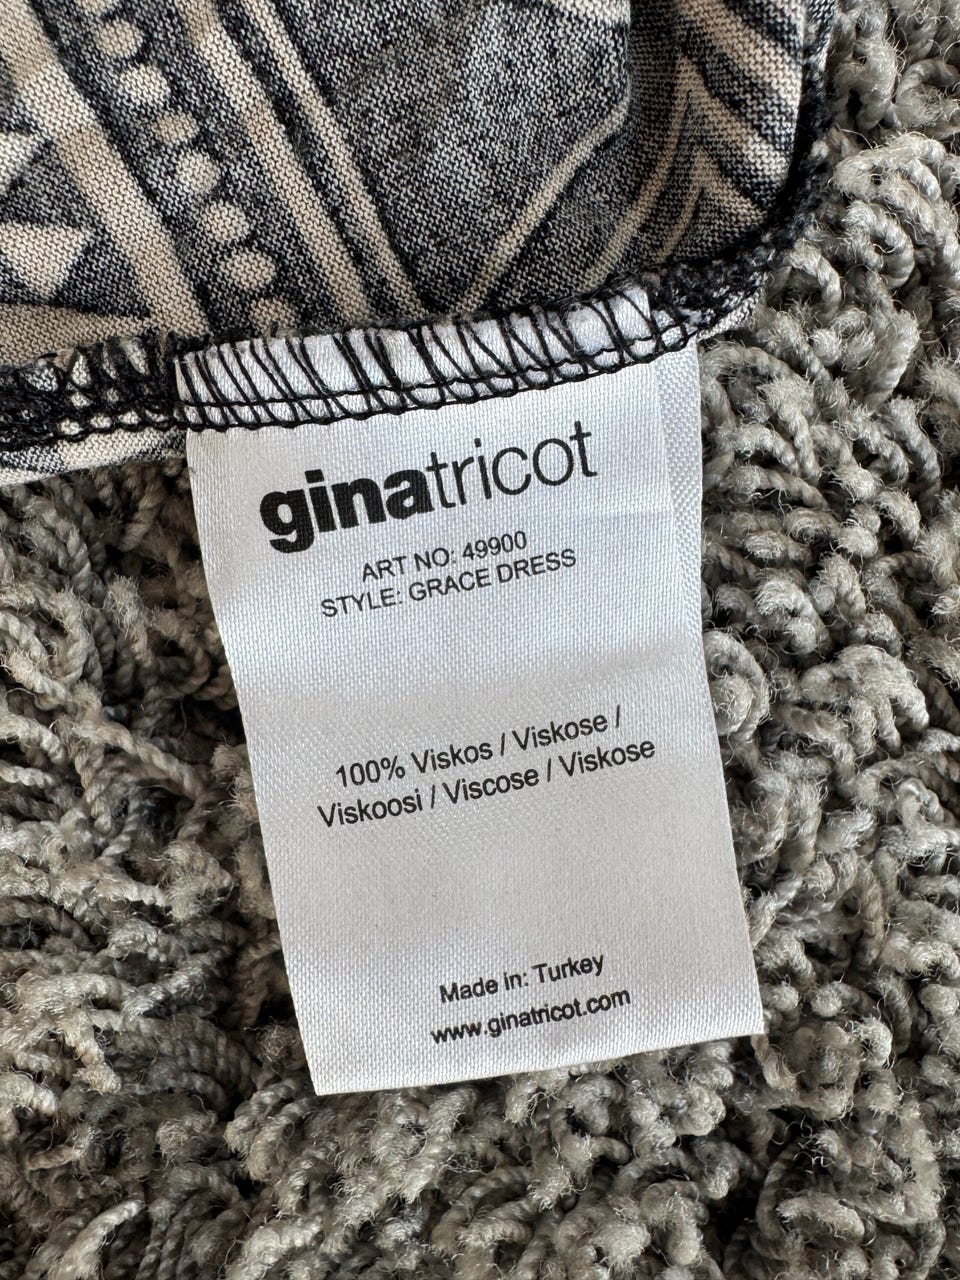 ginatricot
ART NO: 49900
STYLE: GRACE DRESS
100% Viskos / Viskose /
Viskoosi / Viscose / Viskose
Made in: Turkey
www.ginatricot.com